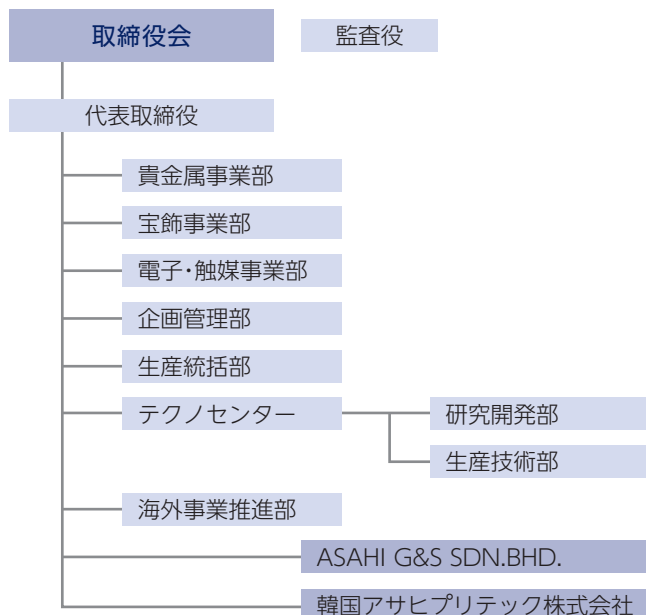 取締役会
監査役
代表取締役
貴金属事業部
宝飾事業部
電子・触媒事業部
企画管理部
生産統括部
テクノセンター
研究開発部
生産技術部
海外事業推進部
ASAHI G&S SDN.BHD.
韓国アサヒプリテック株式会社